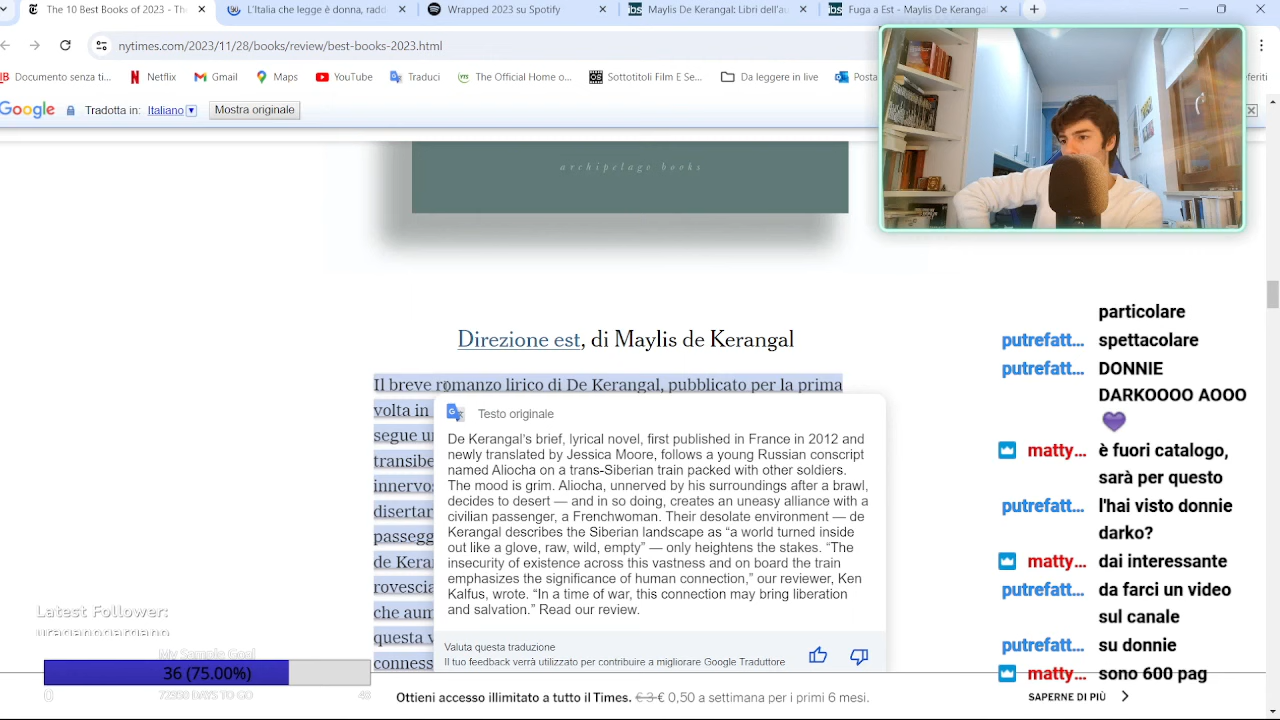 The 10 Best Books of 2023 - The
L'Italia che legge è donna, radd
Wrapped 2023 su Spotify
Maylis De Kerangal: Libri dell'au
Fuga a Est - Maylis De Kerangal
nytimes.com/2023/11/28/books/review/best-books-2023.html
Documento senza ti...
Netflix
Gmail
Maps
YouTube
Traduci
The Official Home o...
Sottotitoli Film E Se...
Da leggere in live
Posta
eferiti
Google
Tradotta in: Italiano
Mostra originale
archipelago books
Direzione est, di Maylis de Kerangal
Il breve romanzo lirico di De Kerangal, pubblicato per la prima
volta in
segue un
transbe
innervos
disertar
passegg
de Kera
rovescia
che aum
questa v
conness
Testo originale
De Kerangal's brief, lyrical novel, first published in France in 2012 and
newly translated by Jessica Moore, follows a young Russian conscript
named Aliocha on a trans-Siberian train packed with other soldiers.
The mood is grim. Aliocha, unnerved by his surroundings after a brawl,
decides to desert — and in so doing, creates an uneasy alliance with a
civilian passenger, a Frenchwoman. Their desolate environment — de
Kerangal describes the Siberian landscape as “a world turned inside
out like a glove, raw, wild, empty” — only heightens the stakes. “The
insecurity of existence across this vastness and on board the train
emphasizes the significance of human connection,” our reviewer, Ken
Kalfus, wrote. “In a time of war, this connection may bring liberation
and salvation.” Read our review.
questa traduzione
Il tuo feedback verrà utilizzato per contribuire a migliorare Google Traduttore
particolare
putrefatt... spettacolare
putrefatt... DONNIE
DARKOOOO AOOO
matty... è fuori catalogo,
sarà per questo
putrefatt... l'hai visto donnie
darko?
matty... dai interessante
putrefatt... da farci un video
sul canale
putrefatt... su donnie
matty... sono 600 pag
Latest Follower:
My Sample Goal
36 (75.00%)
DAYS TO GO
Ottieni accesso illimitato a tutto il Times. € 2 € 0,50 a settimana per i primi 6 mesi.
SAPERNE DI PIÙ